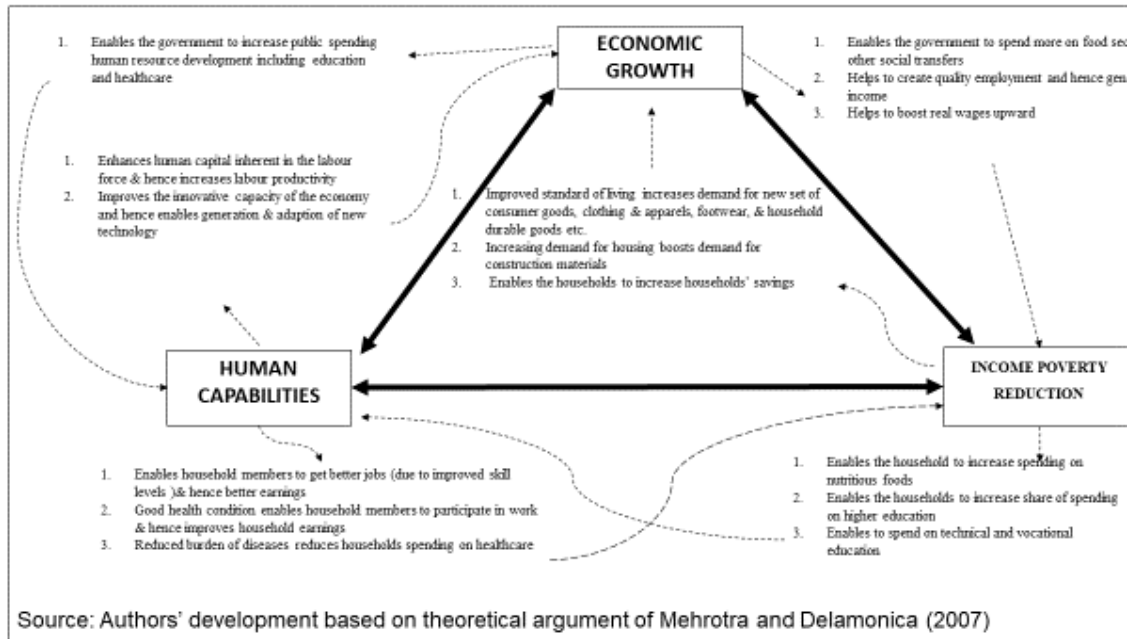 ECONOMIC
GROWTH
1. Enables the government to increase public spending
human resource development including education
and healthcare
1. Enables the government to spend more on food sec
other social transfers
2. Helps to create quality employment and hence gen
income
3. Helps to boost real wages upward
1. Enhances human capital inherent in the labour
force & hence increases labour productivity
2. Improves the innovative capacity of the economy
and hence enables generation & adaption of new
technology
1. Improved standard of living increases demand for new set of
consumer goods, clothing & apparels, footwear, & household
durable goods etc.
2. Increasing demand for housing boosts demand for
construction materials
3. Enables the households to increase households' savings
HUMAN
CAPABILITIES
INCOME POVERTY
REDUCTION
1. Enables household members to get better jobs (due to improved skill
levels )& hence better earnings
2. Good health condition enables household members to participate in work
& hence improves household earnings
3. Reduced burden of diseases reduces households spending on healthcare
1. Enables the household to increase spending on
nutritious foods
2. Enables the households to increase share of spending
on higher education
3. Enables to spend on technical and vocational
education
Source: Authors' development based on theoretical argument of Mehrotra and Delamonica (2007)